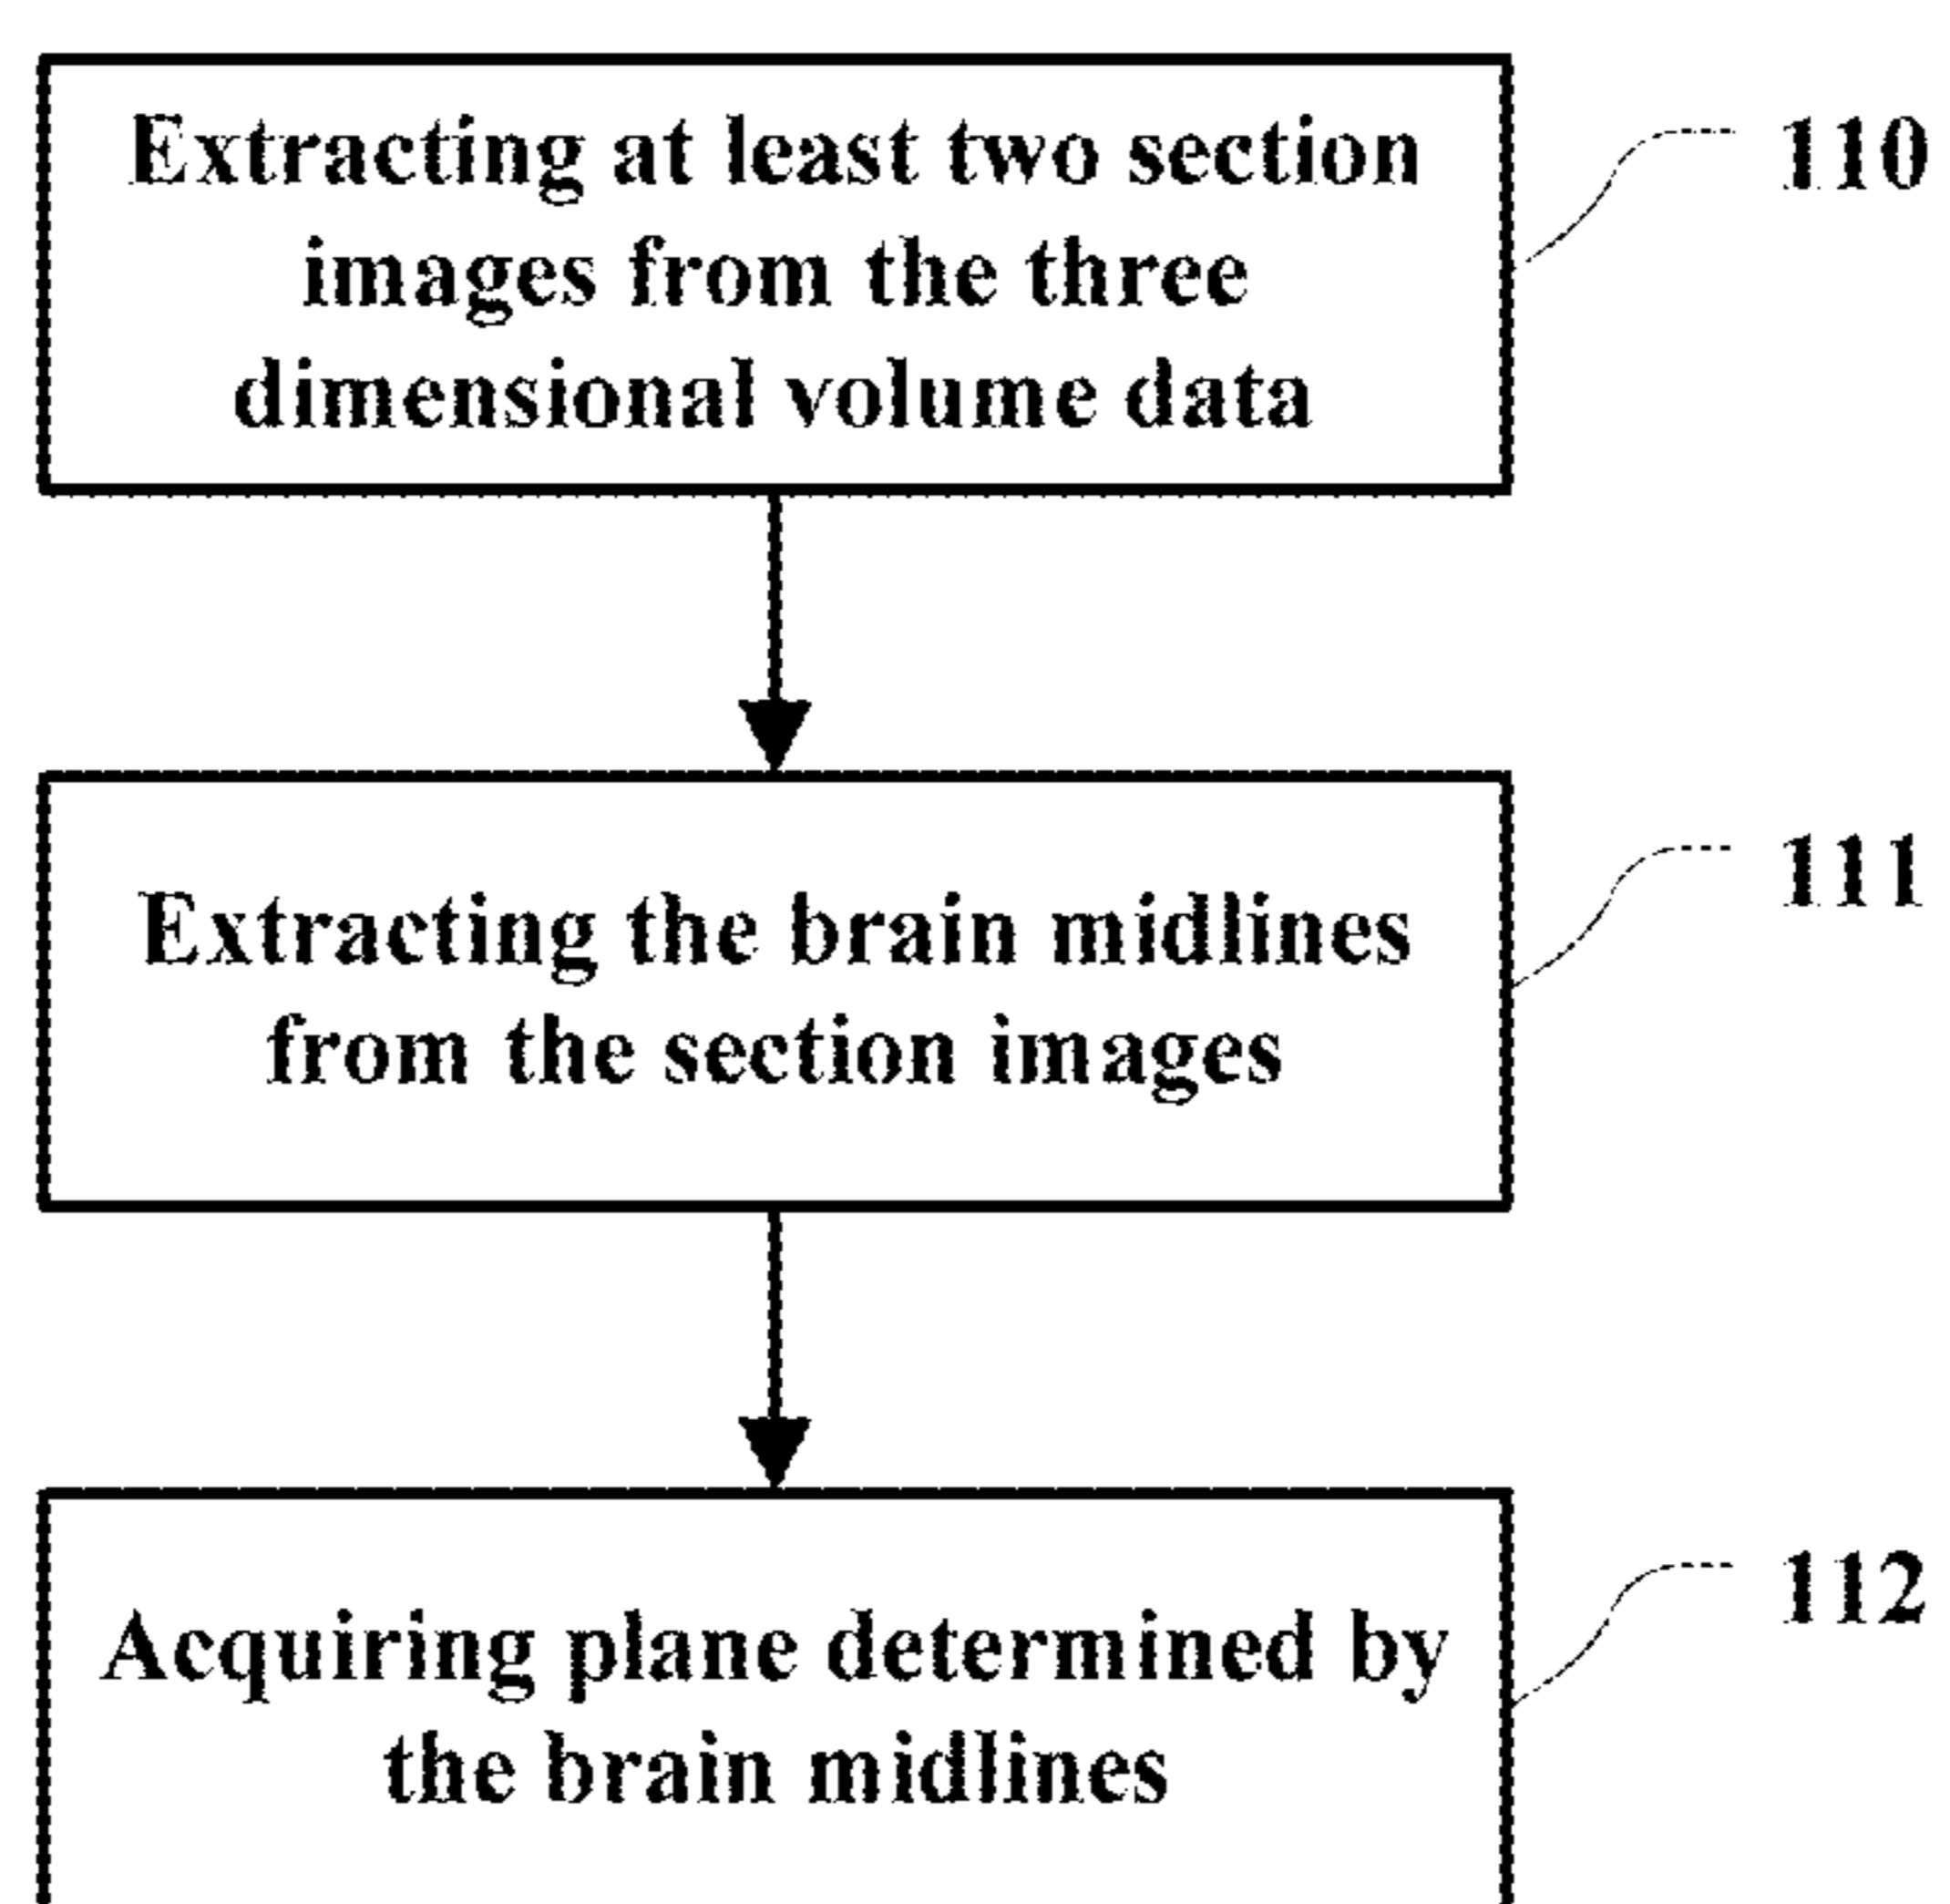 Extracting at least two section
images from the three
dimensional volume data
110
Extracting the brain midlines
from the section images
111
Acquiring plane determined by
the brain midlines
112